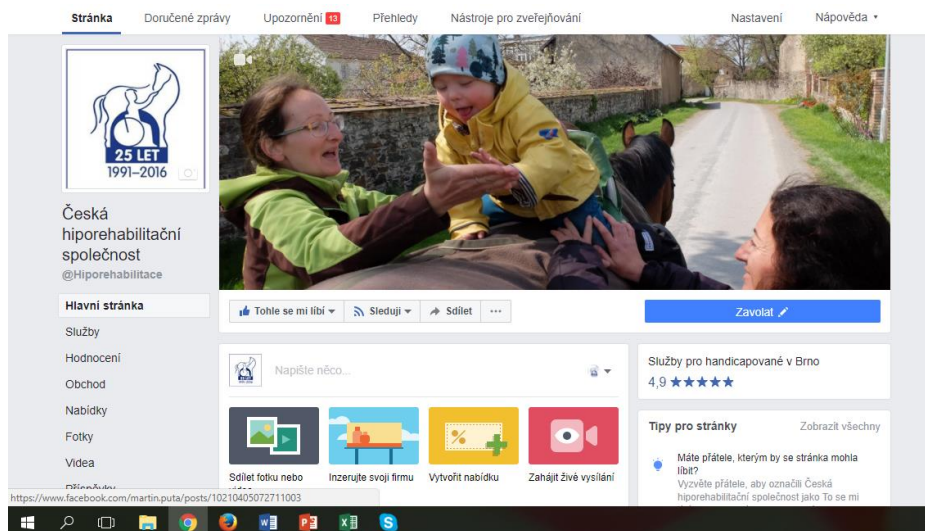 Stránka Doručené zprávy Upozornění 13 Přehledy Nástroje pro zveřejňování Nastavení Nápověda
25 LET
1991–2016
Česká
hiporehabilitační
společnost
@Hiporehabilitace
Hlavní stránka
Služby
Hodnocení
Obchod
Nabídky
Fotky
Videa
Příspěvky
Tohle se mi líbí Sleduji Sdílet ...
Zavolat
Napište něco...
Sdílet fotku nebo
Inzerujte svoji firmu
Vytvořit nabídku
Zahájit živé vysílání
Služby pro handicapované v Brno
4,9 ★★★★★
Tipy pro stránky Zobrazit všechny
Máte přátele, kterým by se
stránka mohla
líbit?
Vyzvěte přátele, aby označili Česká
hiporehabilitační společnost jako To se mi
https://www.facebook.com/martin.puta/posts/10210405072711003